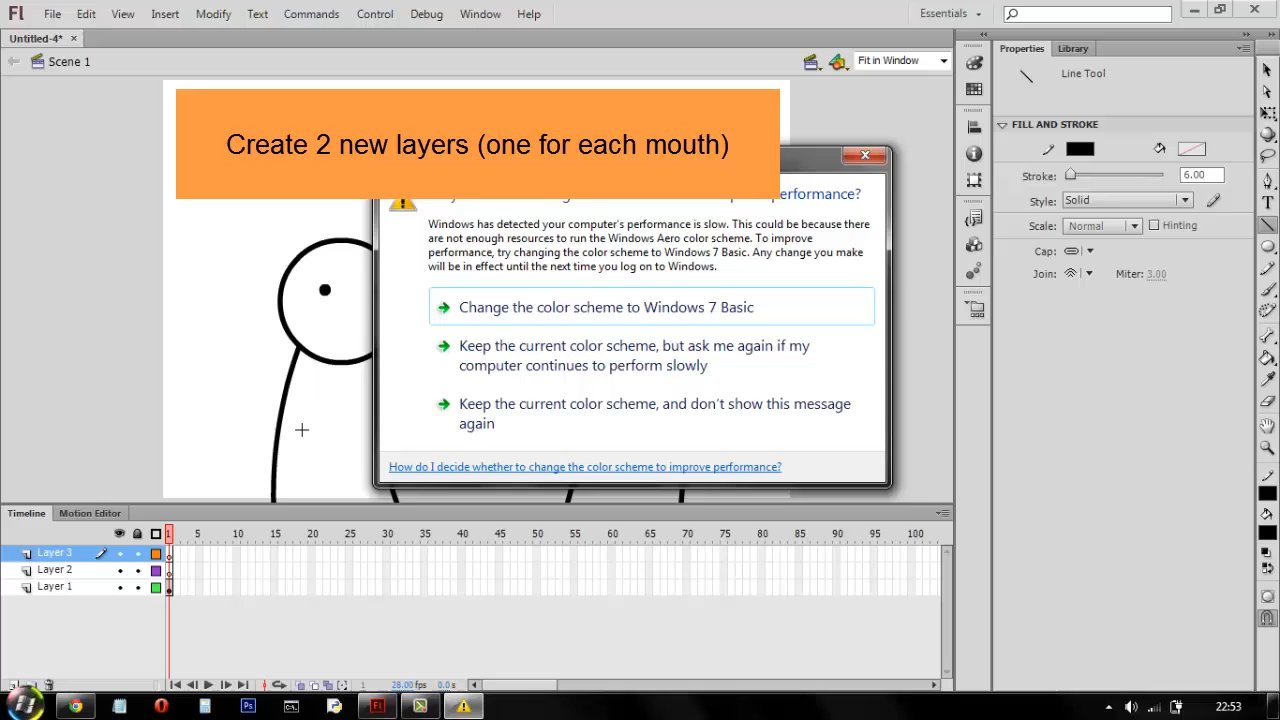 Fl File Edit View Insert Modify Text Commands Control Debug Window Help Essentials
Untitled-4*
Scene 1
Fit in Window
Create 2 new layers (one for each mouth)
performance?
Windows has detected your computer's performance is slow. This could be because there
are not enough resources to run the Windows Aero color scheme. To improve
performance, try changing the color scheme to Windows 7 Basic. Any change you make
will be in effect until the next time you log on to Windows.
Change the color scheme to Windows 7 Basic
Keep the current color scheme, but ask me again if my
computer continues to perform slowly
Keep the current color scheme, and don't show this message
again
How do I decide whether to change the color scheme to improve performance?
Properties Library
Line Tool
FILL AND STROKE
Stroke: 6.00
Style: Solid
Scale: Normal Hinting
Cap:
Join: Miter: 3.00
Timeline Motion Editor
1 5 10 15 20 25 30 35 40 45 50 55 60 65 70 75 80 85 90 95 100
Layer 3
Layer 2
Layer 1
1 28.00 fps 0.0 s
Ps Fl
22:53